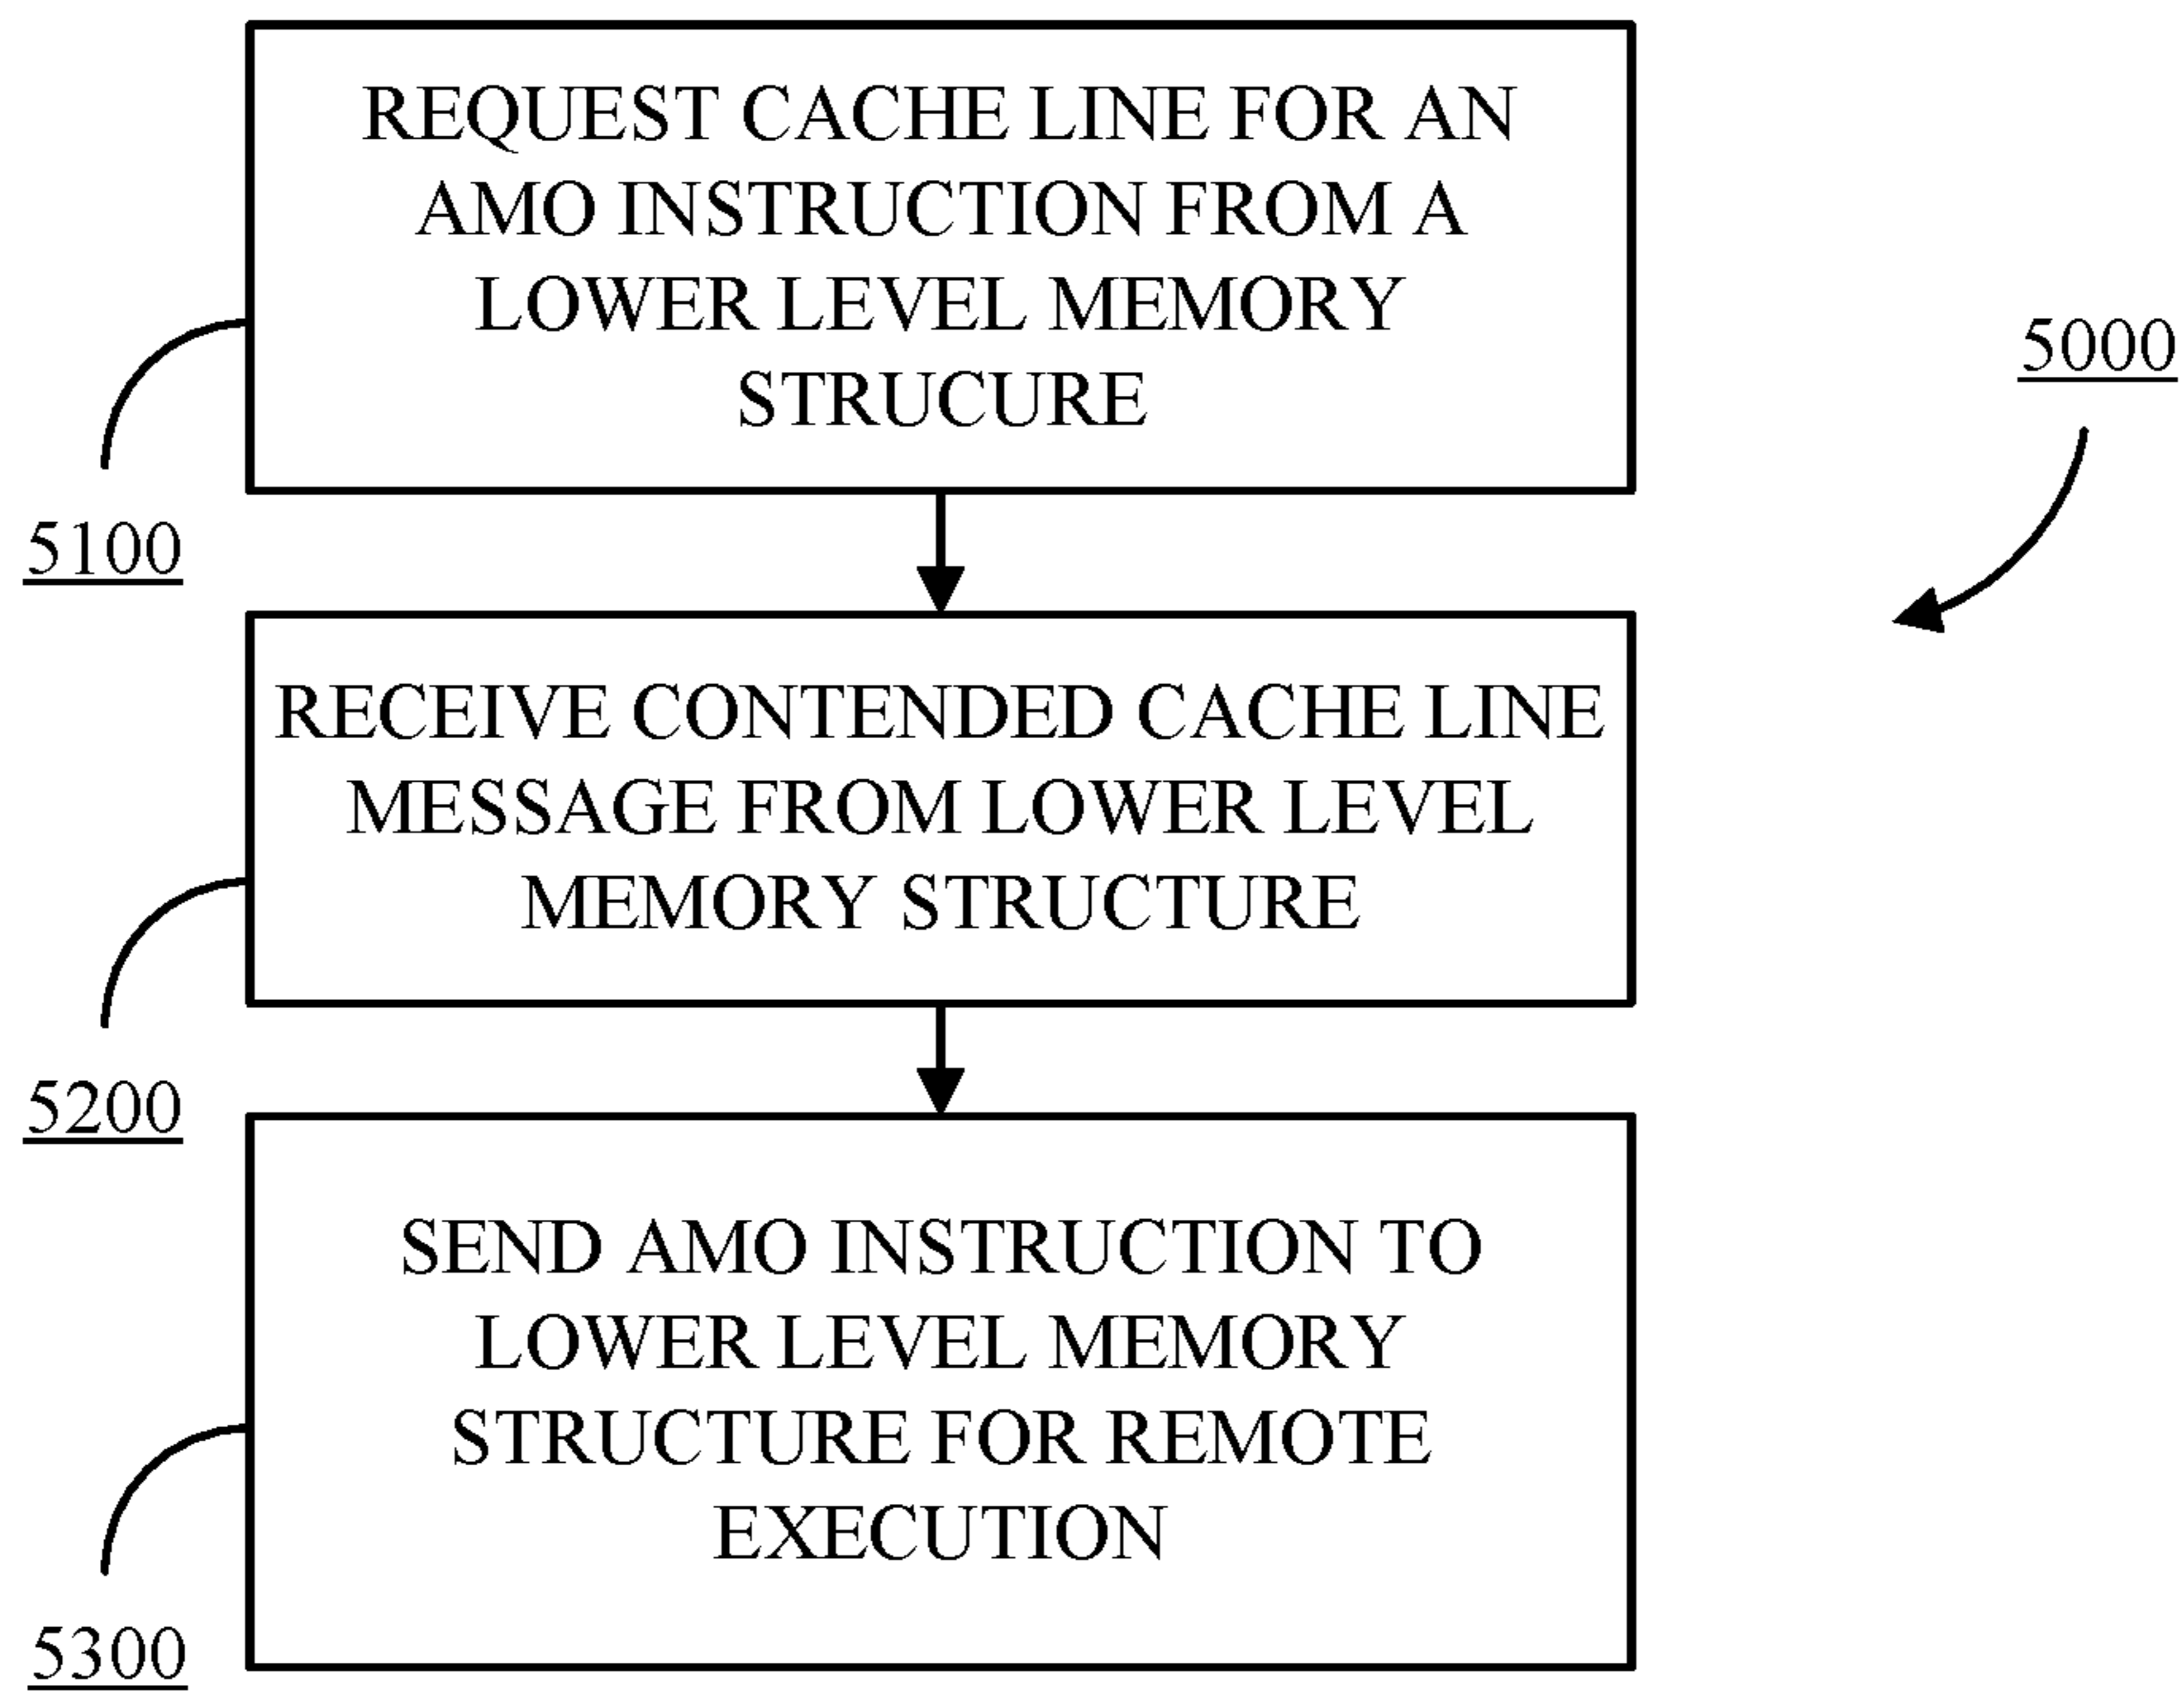 REQUEST CACHE LINE FOR AN
AMO INSTRUCTION FROM A
LOWER LEVEL MEMORY
STRUCURE
5000
5100
RECEIVE CONTENDED CACHE LINE
MESSAGE FROM LOWER LEVEL
MEMORY STRUCTURE
5200
SEND AMO INSTRUCTION TO
LOWER LEVEL MEMORY
STRUCTURE FOR REMOTE
EXECUTION
5300